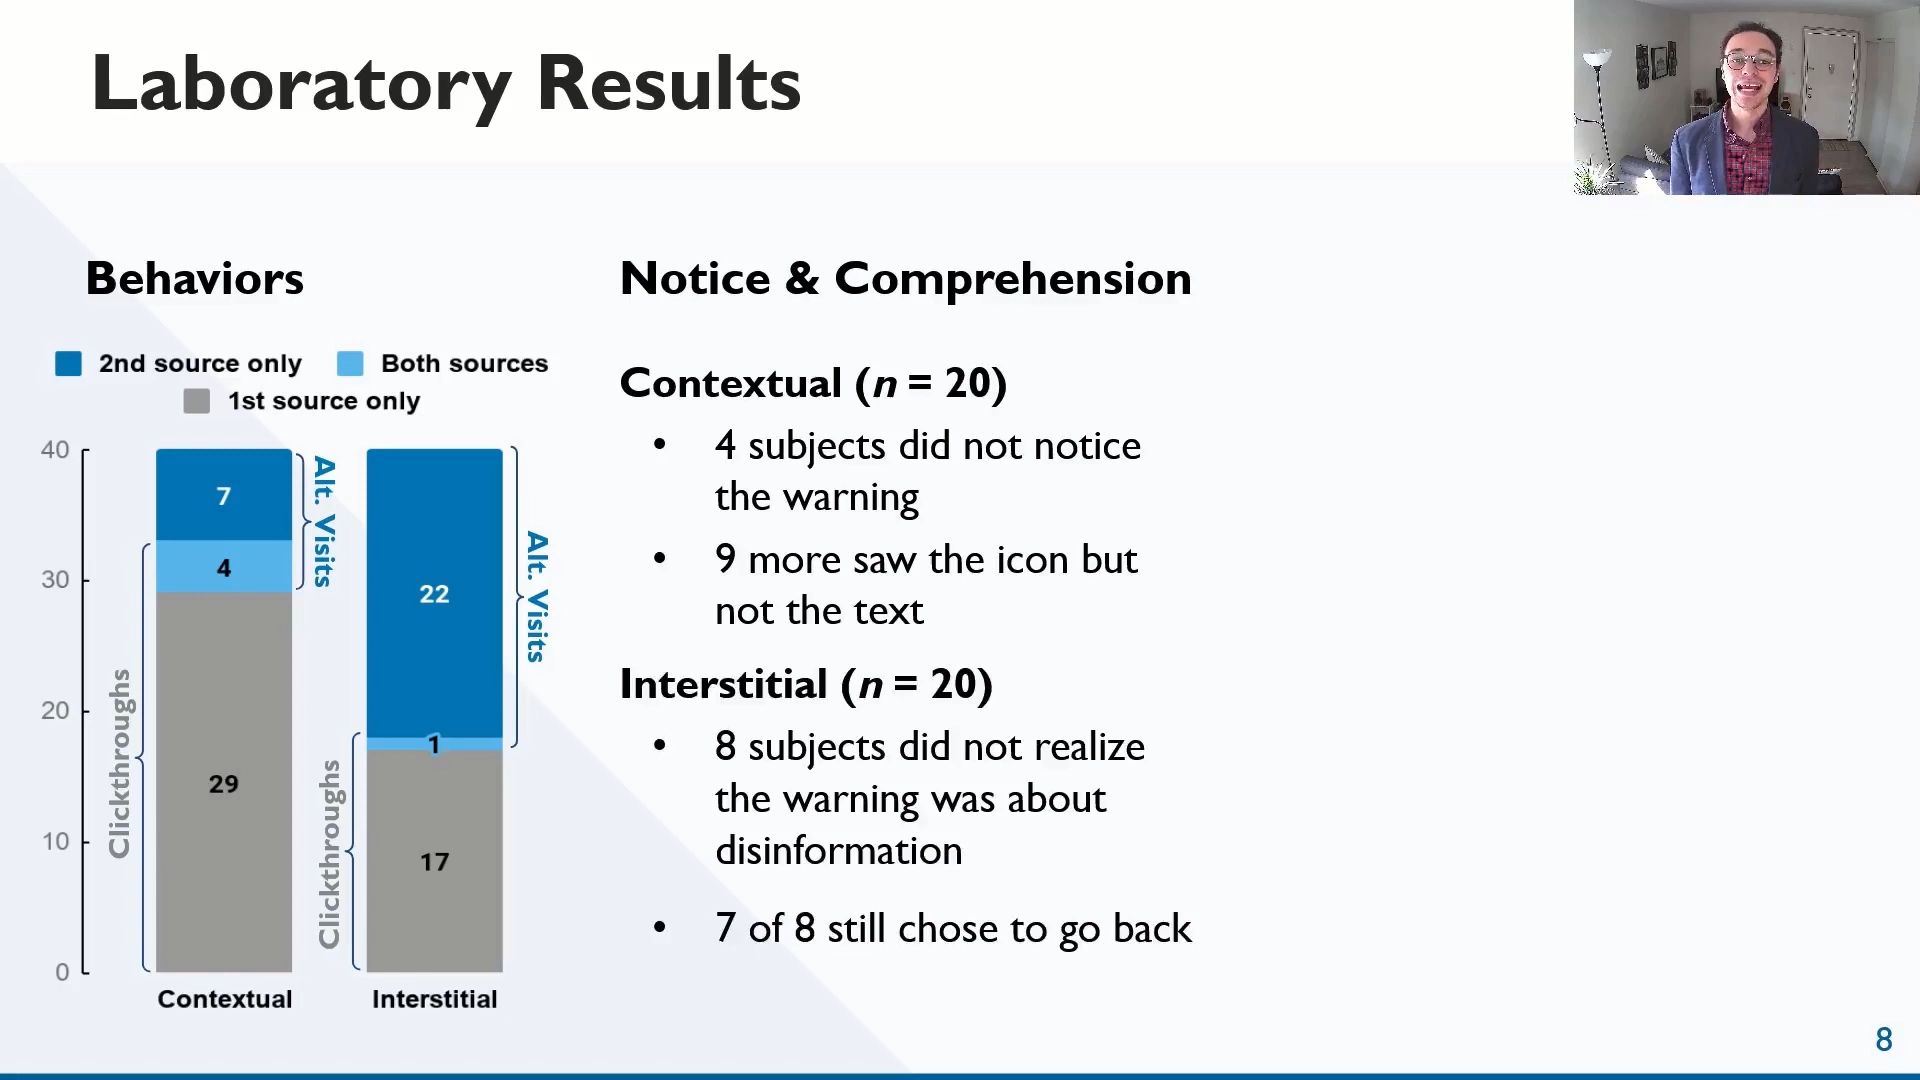 Laboratory Results
Behaviors
2nd source only
Both sources
1st source only
40
30
20
10
0
7
4
29
Clickthroughs
Alt. Visits
22
1
17
Clickthroughs
Alt. Visits
Contextual
Interstitial
Notice & Comprehension
Contextual (n = 20)
• 4 subjects did not notice
the warning
• 9 more saw the icon but
not the text
Interstitial (n = 20)
• 8 subjects did not realize
the warning was about
disinformation
• 7 of 8 still chose to go back
8